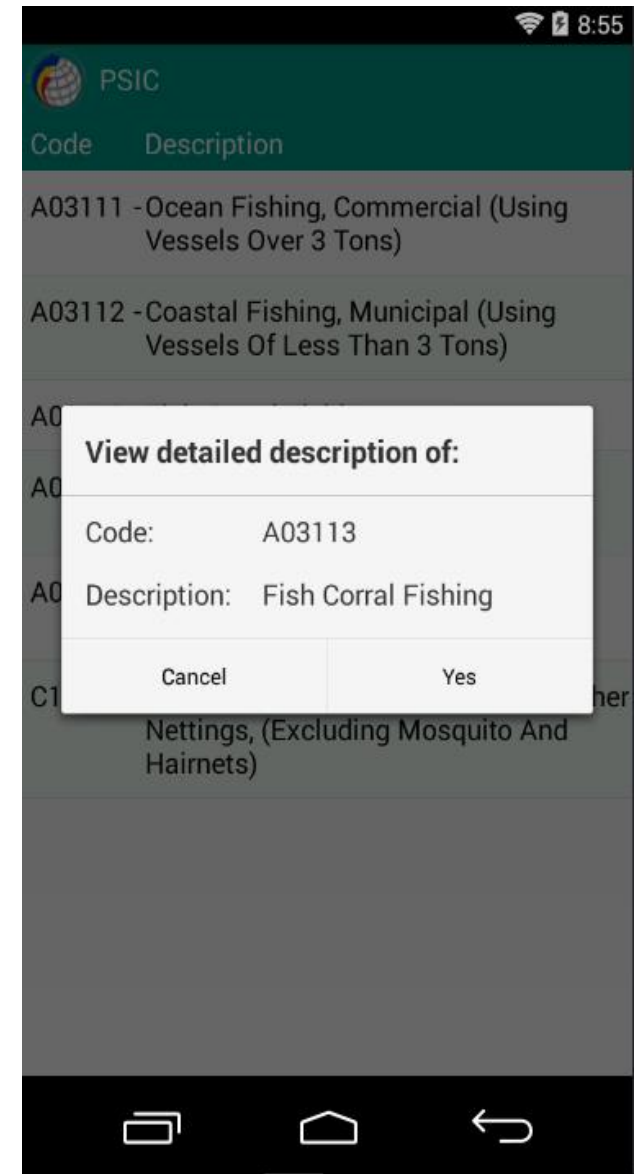 8:55
PSIC
Code Description
A03111 - Ocean Fishing, Commercial (Using
Vessels Over 3 Tons)
A03112 - Coastal Fishing, Municipal (Using
Vessels Of Less Than 3 Tons)
View detailed description of:
Code: A03113
Description: Fish Corral Fishing
Cancel Yes
Nettings, (Excluding Mosquito And
Hairnets)